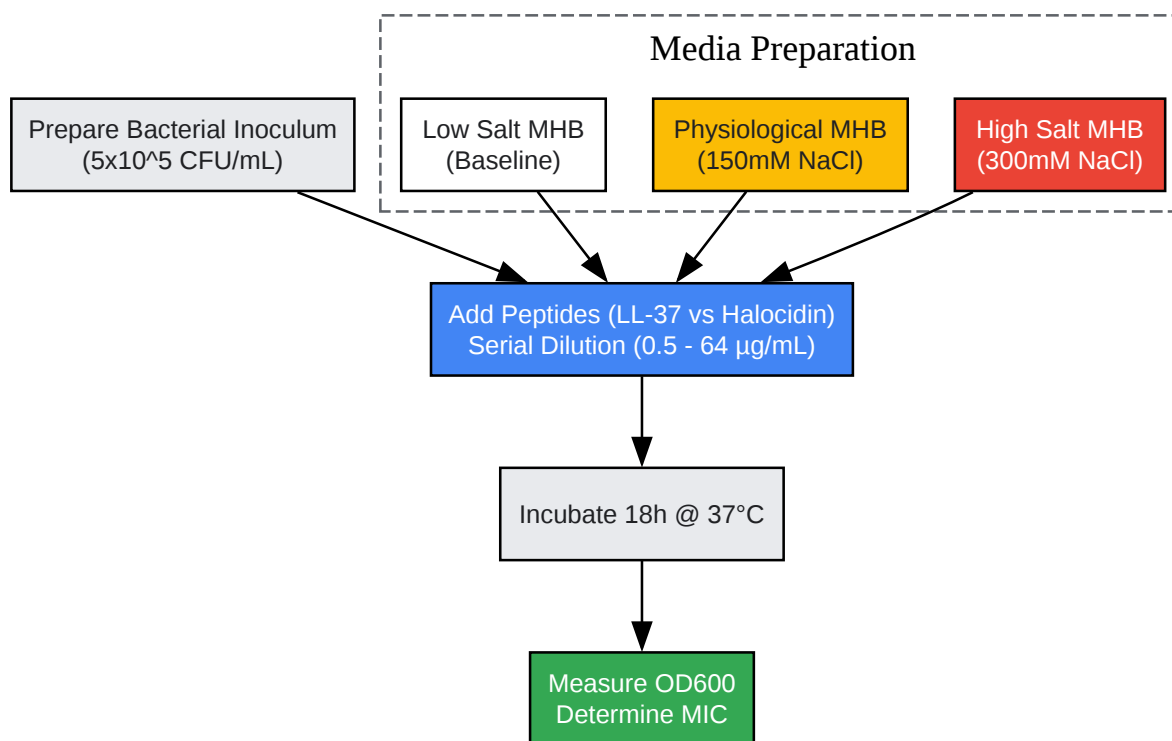 Media Preparation
Prepare Bacterial Inoculum
(5x10^5 CFU/mL)
Low Salt MHB
(Baseline)
Physiological MHB
(150mM NaCl)
High Salt MHB
(300mM NaCl)
Add Peptides (LL-37 vs Halocidin)
Serial Dilution (0.5 - 64 µg/mL)
Incubate 18h @ 37°C
Measure OD600
Determine MIC